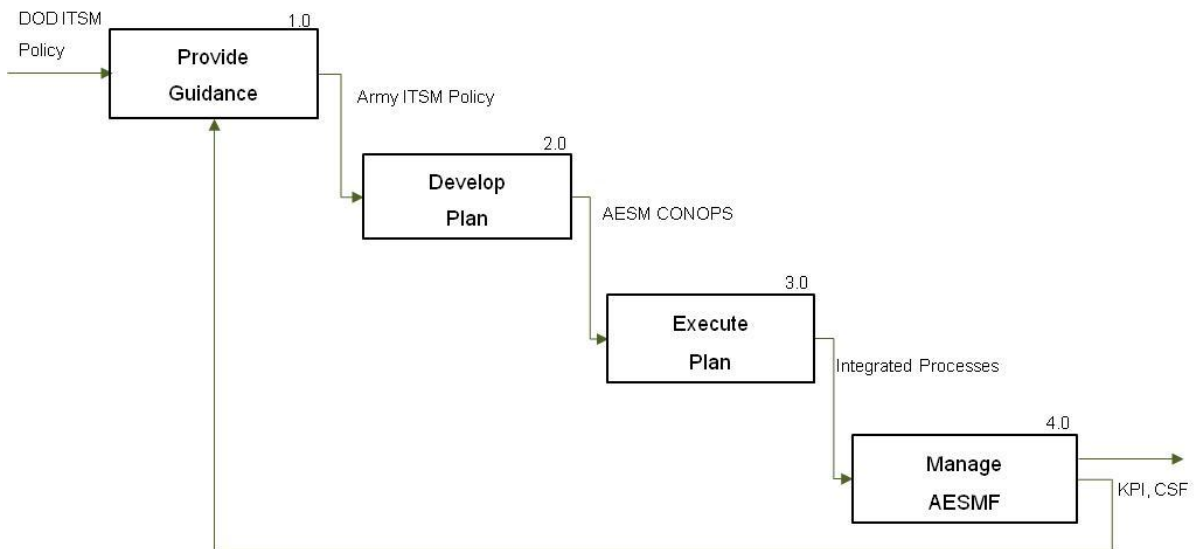 DOD ITSM
Policy
1.0
Provide
Guidance
Army ITSM Policy
2.0
Develop
Plan
AESM CONOPS
3.0
Execute
Plan
Integrated Processes
4.0
Manage
AESMF
KPI, CSF